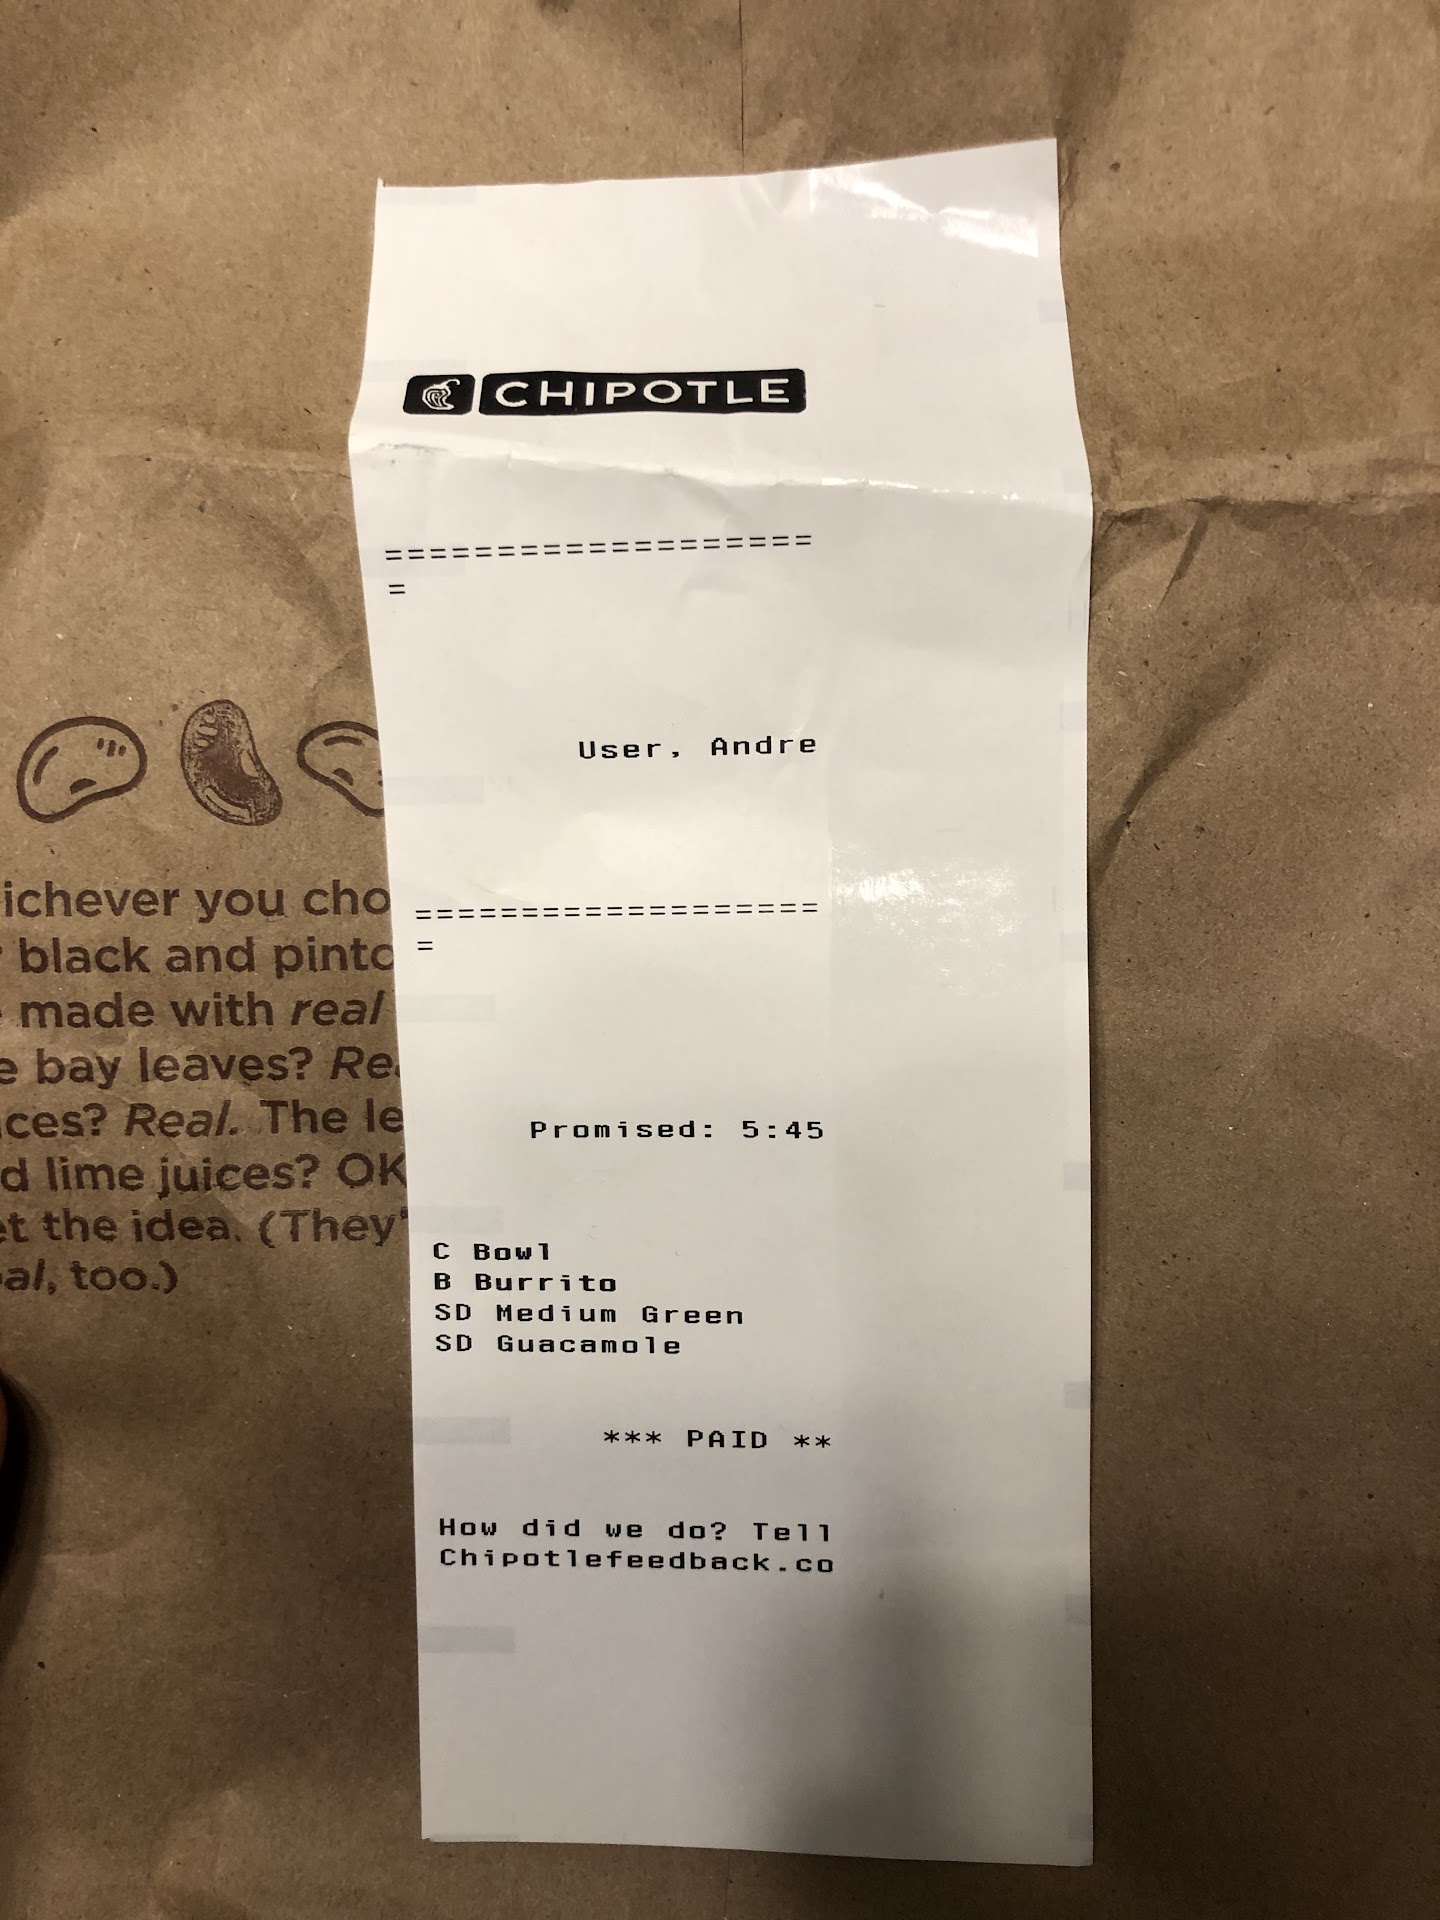 CHIPOTLE
===================
=
User, Andre
===================
=
Promised: 5:45
C Bowl
B Burrito
SD Medium Green
SD Guacamole
*** PAID **
How did we do? Tell
Chipotlefeedback.co
ichever you cho
black and pinto
made with real
bay leaves? Rea
ces? Real. The le
d lime juices? OK
et the idea. (They'
al, too.)